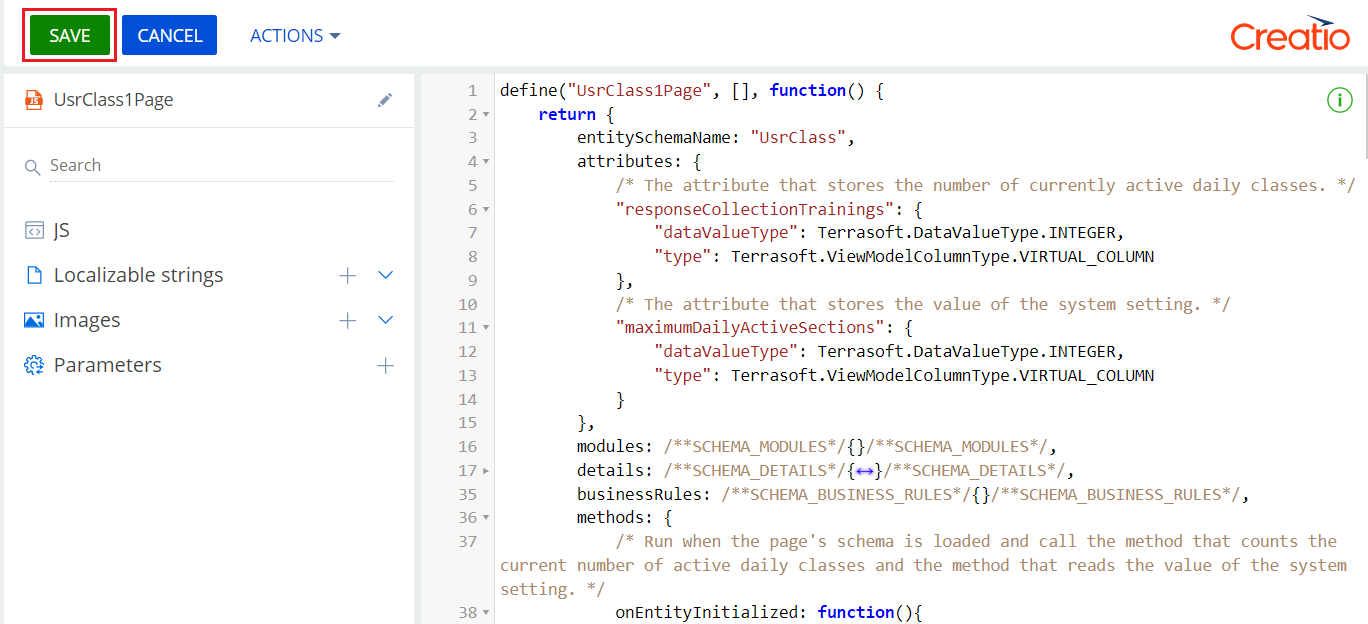 SAVE CANCEL ACTIONS Creatio
UsrClass1Page
Search
JS
Localizable strings
Images
Parameters
1 define("UsrClass1Page", [], function() {
2 return {
3 entitySchemaName: "UsrClass",
4 attributes: {
5 /* The attribute that stores the number of currently active daily classes. */
6 "responseCollectionTrainings": {
7 "dataValueType": Terrasoft.DataValueType.INTEGER,
8 "type": Terrasoft.ViewModelColumnType.VIRTUAL_COLUMN
9 },
10 /* The attribute that stores the value of the system setting. */
11 "maximumDailyActiveSections": {
12 "dataValueType": Terrasoft.DataValueType.INTEGER,
13 "type": Terrasoft.ViewModelColumnType.VIRTUAL_COLUMN
14 }
15 },
16 modules: /**SCHEMA_MODULES*/{}/**SCHEMA_MODULES*/,
17 details: /**SCHEMA_DETAILS*/{↔}/**SCHEMA_DETAILS*/,
35 businessRules: /**SCHEMA_BUSINESS_RULES*/{}/**SCHEMA_BUSINESS_RULES*/,
36 methods: {
37 /* Run when the page's schema is loaded and call the method that counts the
current number of active daily classes and the method that reads the value of the system
setting. */
38 onEntityInitialized: function(){